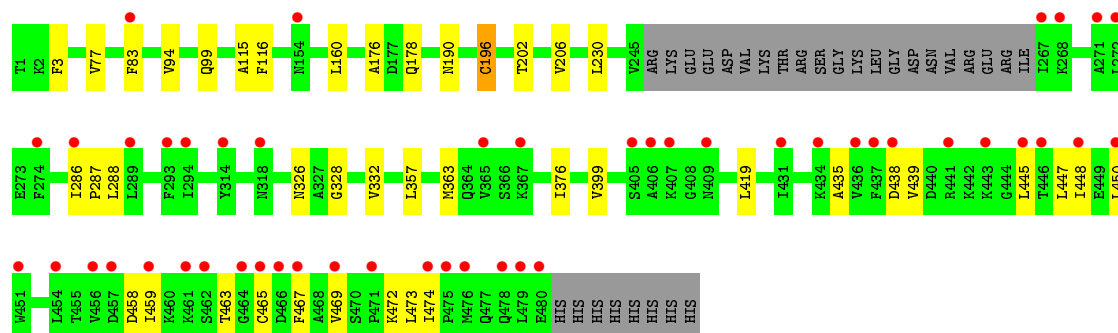 T1 K2 F3 V77 F83 V94 Q99 A115 F116 N154 L160 A176 D177 Q178 N190 C196 T202 V206 L230 V245 ARG LYS GLU GLU ASP VAL LYS THR ARG SER GLY LYS LEU GLY ASP ASN VAL ARG GLU ARG ILE I267 K268 A271
E273 F274 I286 P287 L288 L289 F293 I294 Y314 N318 N326 A327 G328 V332 L357 M363 Q364 V365 S366 K367 I376 V399 S405 A406 K407 G408 N409 L419 I431 K434 A435 V436 F437 D438 V439 D440 R441 K442 K443 G444 L445 T446 L447 I448 E449
W451 L454 T455 V456 D457 D458 I459 K460 K461 S462 T463 G464 C465 D466 F467 A468 V469 S470 P471 K472 L473 I474 P475 M476 Q477 Q478 L479 E480 HIS HIS HIS HIS HIS HIS HIS HIS